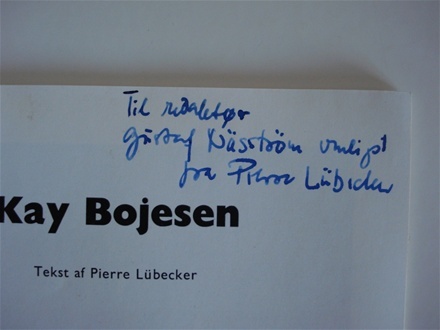 Til redaktør
Gustaf Näsström venligst
fra Pierre Lübecker
Kay Bojesen
Tekst af Pierre Lübecker